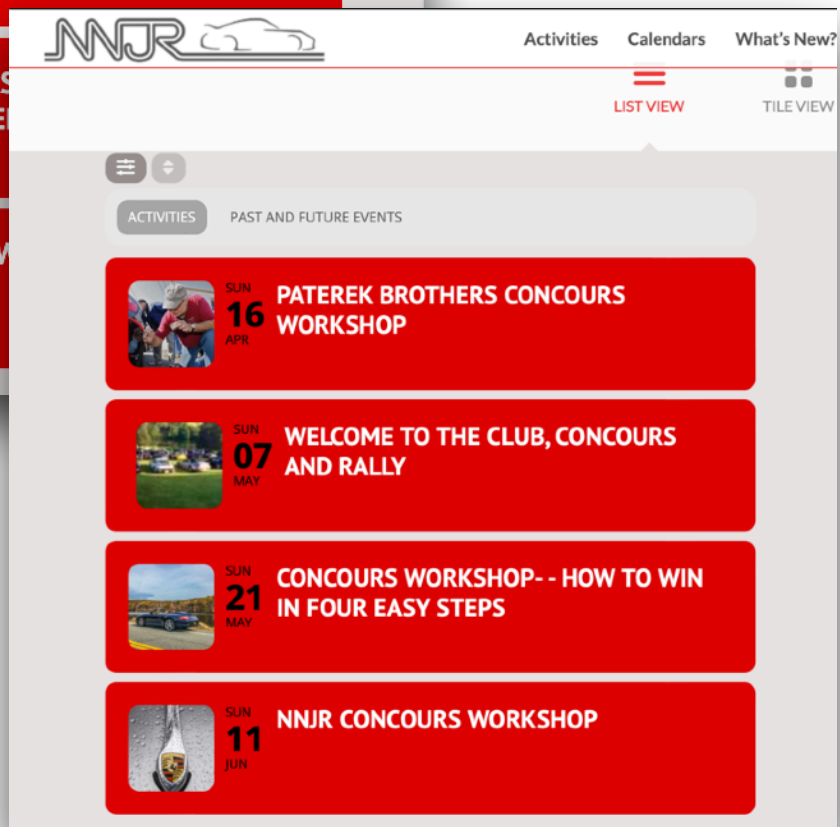 NNJR
Activities Calendars What's New?
LIST VIEW TILE VIEW
ACTIVITIES PAST AND FUTURE EVENTS
SUN
16
APR
PATEREK BROTHERS CONCOURS
WORKSHOP
SUN
07
MAY
WELCOME TO THE CLUB, CONCOURS
AND RALLY
SUN
21
MAY
CONCOURS WORKSHOP- - HOW TO WIN
IN FOUR EASY STEPS
SUN
11
JUN
NNJR CONCOURS WORKSHOP